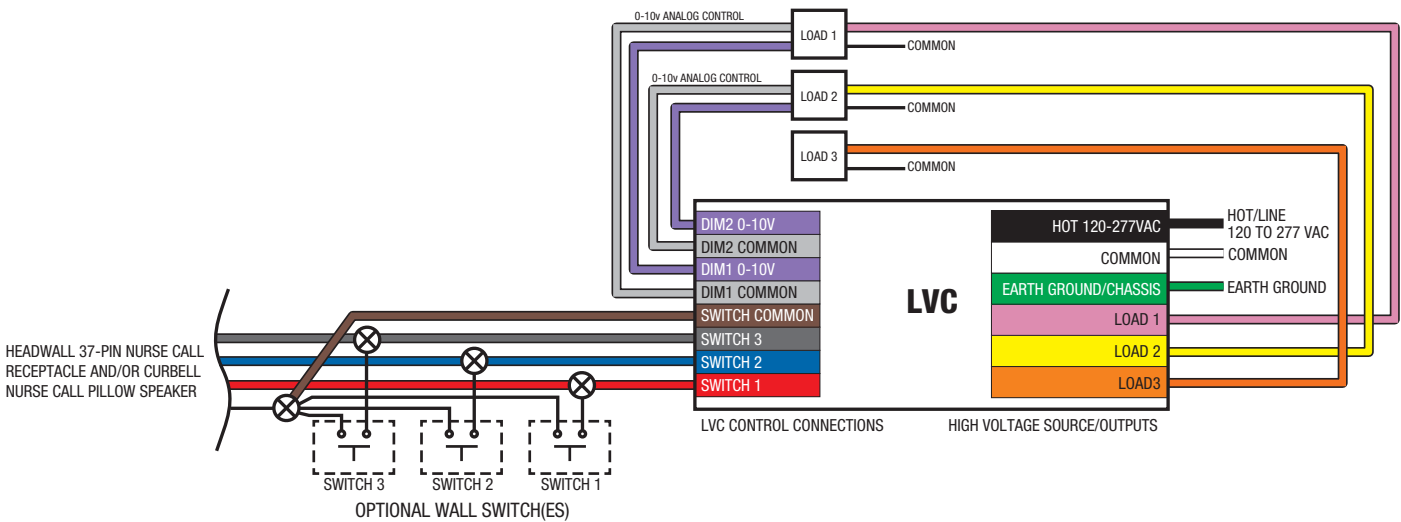 0-10v ANALOG CONTROL
LOAD 1
COMMON
0-10v ANALOG CONTROL
LOAD 2
COMMON
LOAD 3
COMMON
DIM2 0-10V
DIM2 COMMON
DIM1 0-10V
DIM1 COMMON
SWITCH COMMON
SWITCH 3
SWITCH 2
SWITCH 1
LVC
HOT 120-277VAC
COMMON
EARTH GROUND/CHASSIS
LOAD 1
LOAD 2
LOAD3
HOT/LINE
120 TO 277 VAC
COMMON
EARTH GROUND
HEADWALL 37-PIN NURSE CALL
RECEPTACLE AND/OR CURBELL
NURSE CALL PILLOW SPEAKER
LVC CONTROL CONNECTIONS
HIGH VOLTAGE SOURCE/OUTPUTS
SWITCH 3
SWITCH 2
SWITCH 1
OPTIONAL WALL SWITCH(ES)